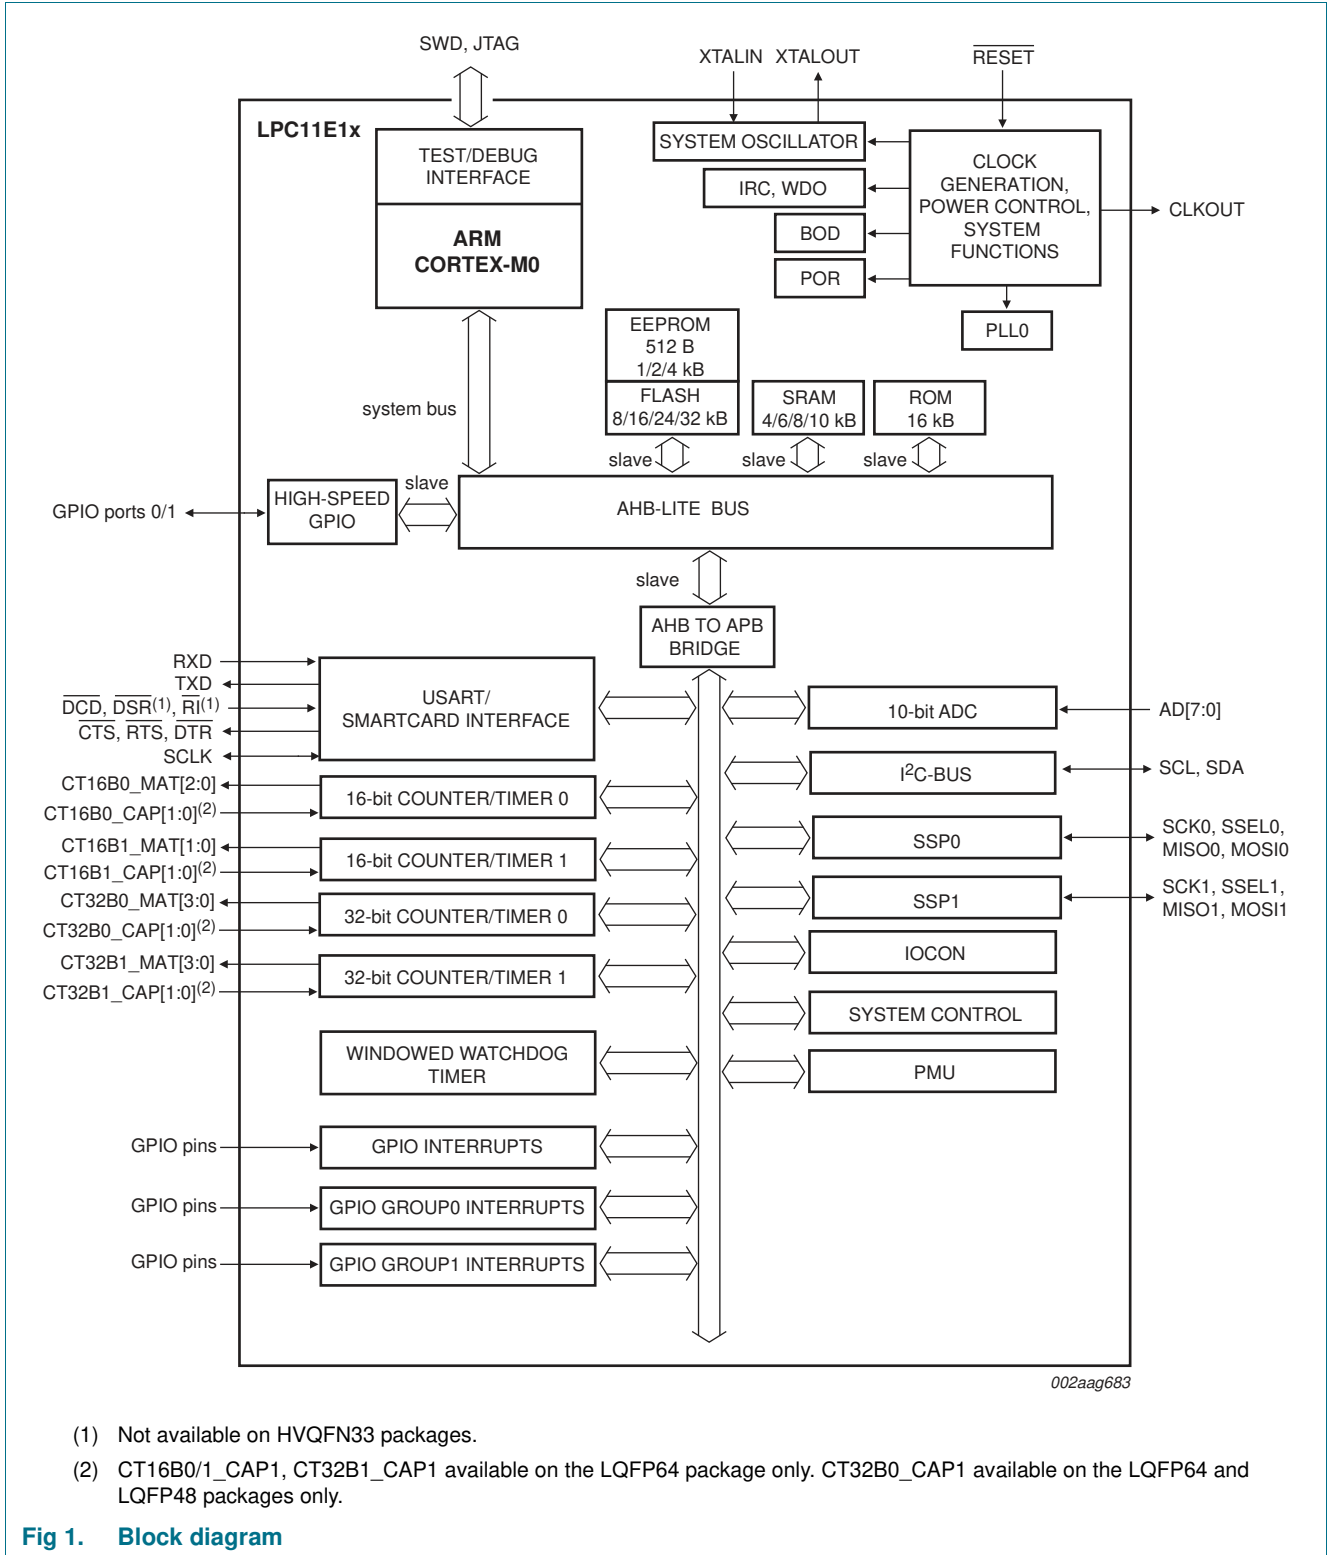 SWD, JTAG
XTALIN XTALOUT
RESET
LPC11E1x
TEST/DEBUG
INTERFACE
ARM
CORTEX-M0
SYSTEM OSCILLATOR
IRC, WDO
BOD
POR
CLOCK
GENERATION,
POWER CONTROL,
SYSTEM
FUNCTIONS
CLKOUT
PLL0
EEPROM
512 B
1/2/4 kB
FLASH
8/16/24/32 kB
SRAM
4/6/8/10 kB
ROM
16 kB
system bus
slave
slave
slave
slave
GPIO ports 0/1
HIGH-SPEED
GPIO
AHB-LITE BUS
slave
AHB TO APB
BRIDGE
RXD
TXD
DCD, DSR(1), RI(1)
CTS, RTS, DTR
SCLK
USART/
SMARTCARD INTERFACE
10-bit ADC
AD[7:0]
CT16B0_MAT[2:0]
CT16B0_CAP[1:0](2)
16-bit COUNTER/TIMER 0
I2C-BUS
SCL, SDA
CT16B1_MAT[1:0]
CT16B1_CAP[1:0](2)
16-bit COUNTER/TIMER 1
SSP0
SCK0, SSEL0,
MISO0, MOSI0
CT32B0_MAT[3:0]
CT32B0_CAP[1:0](2)
32-bit COUNTER/TIMER 0
SSP1
SCK1, SSEL1,
MISO1, MOSI1
CT32B1_MAT[3:0]
CT32B1_CAP[1:0](2)
32-bit COUNTER/TIMER 1
IOCON
SYSTEM CONTROL
WINDOWED WATCHDOG
TIMER
PMU
GPIO pins
GPIO INTERRUPTS
GPIO pins
GPIO GROUP0 INTERRUPTS
GPIO pins
GPIO GROUP1 INTERRUPTS
002aag683
(1) Not available on HVQFN33 packages.
(2) CT16B0/1_CAP1, CT32B1_CAP1 available on the LQFP64 package only. CT32B0_CAP1 available on the LQFP64 and
LQFP48 packages only.
Fig 1. Block diagram